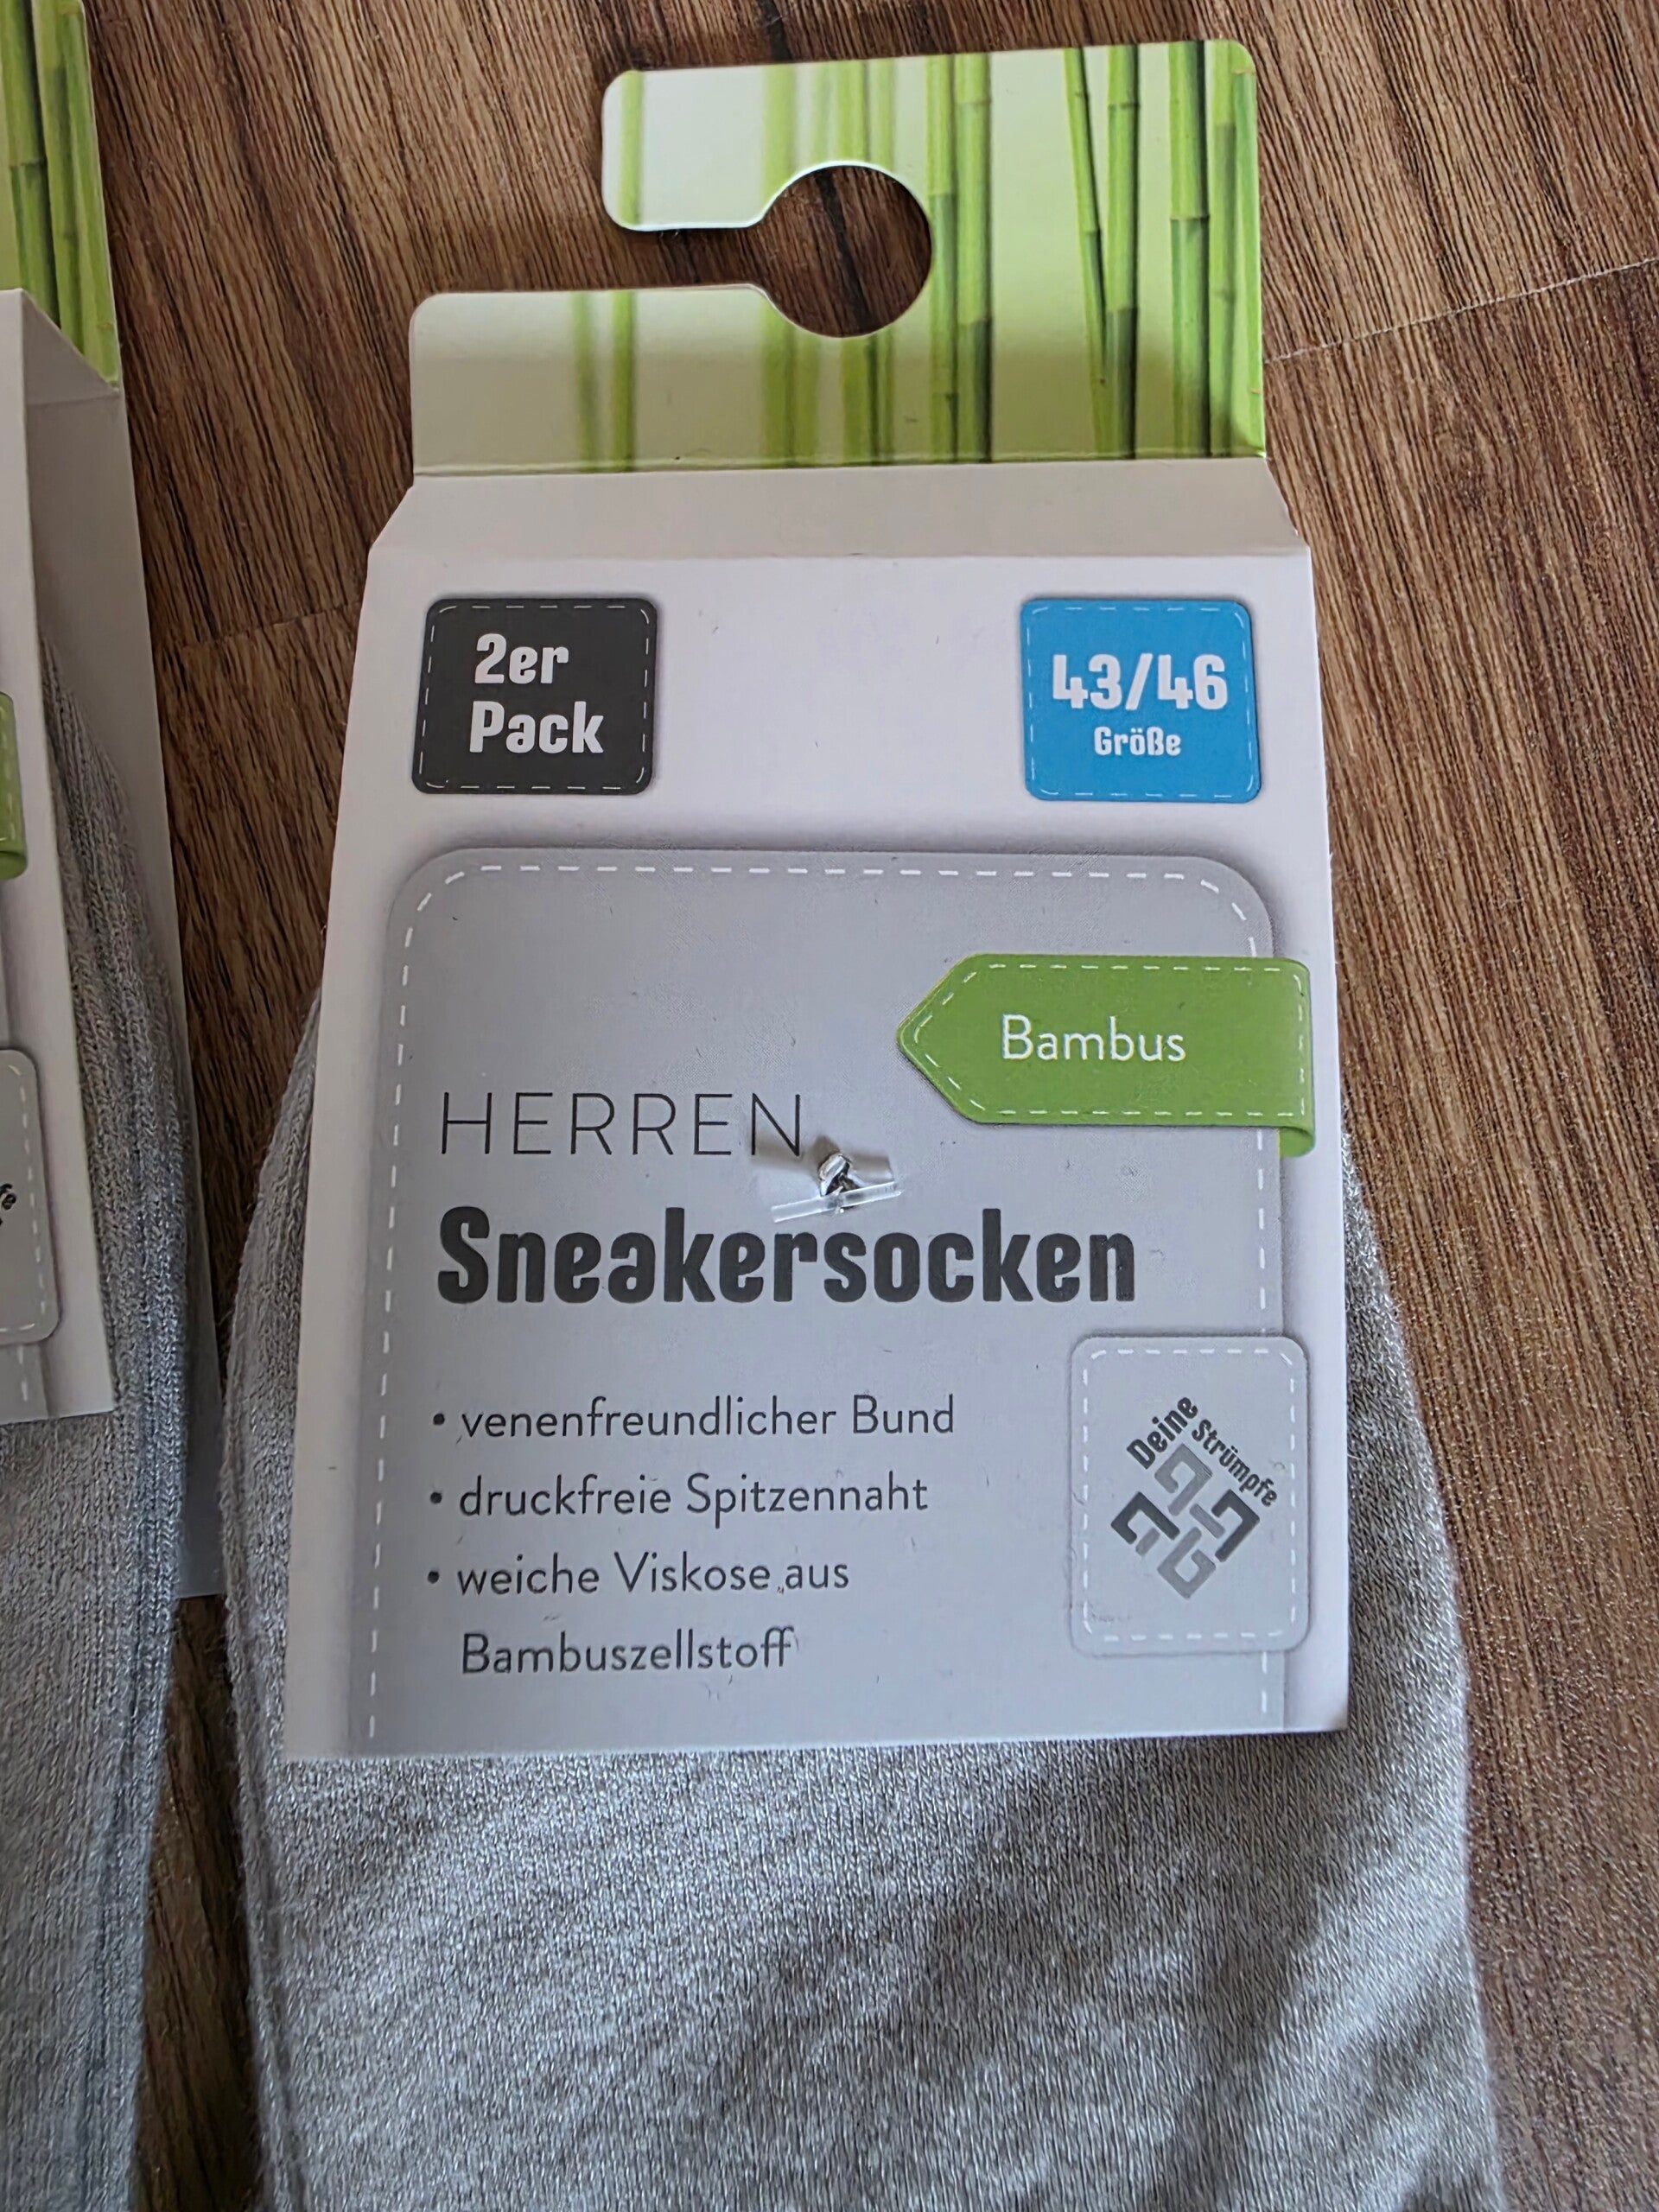 2er
Pack
43/46
Größe
Bambus
HERREN
Sneakersocken
• venenfreundlicher Bund
• druckfreie Spitzennaht
• weiche Viskose aus
Bambuszellstoff
Deine
Strümpfe